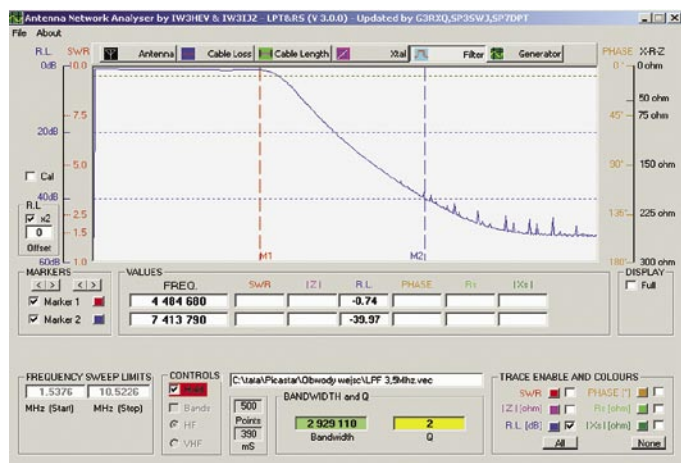 Antenna Network Analyser by IW3HEV & IW3IJZ - LPT&RS (V 3.0.0) - Updated by G3RXQ,SP3SWJ,SP7DPT
File About
R.L SWR Antenna Cable Loss Cable Length Xtal Filter Generator PHASE X-R-Z
0dB 10.0 0° 0 ohm
50 ohm
7.5 45° 75 ohm
20dB
5.0 90° 150 ohm
Cal
40dB
R.L
x2 2.5 135° 225 ohm
0 1.5
Offset
60dB 1.0 M1 M2 180° 300 ohm
MARKERS VALUES DISPLAY
< > < > FREQ. SWR |Z| R.L PHASE Rs |Xs| Full
Marker 1 4 484 680 -0.74
Marker 2 7 413 790 -39.97
FREQUENCY SWEEP LIMITS CONTROLS C:\tala\Picastar\Obwody wejsc\LPF 3,5Mhz.vec TRACE ENABLE AND COLOURS
1.5376 10.5226
MHz (Start) MHz (Stop)
Bands 500 BANDWIDTH and Q SWR PHASE [°]
HF Points |Z| [ohm] Rs [ohm]
390 2 929 110 2 R.L [dB] |Xs| [ohm]
VHF mS Bandwidth Q All None